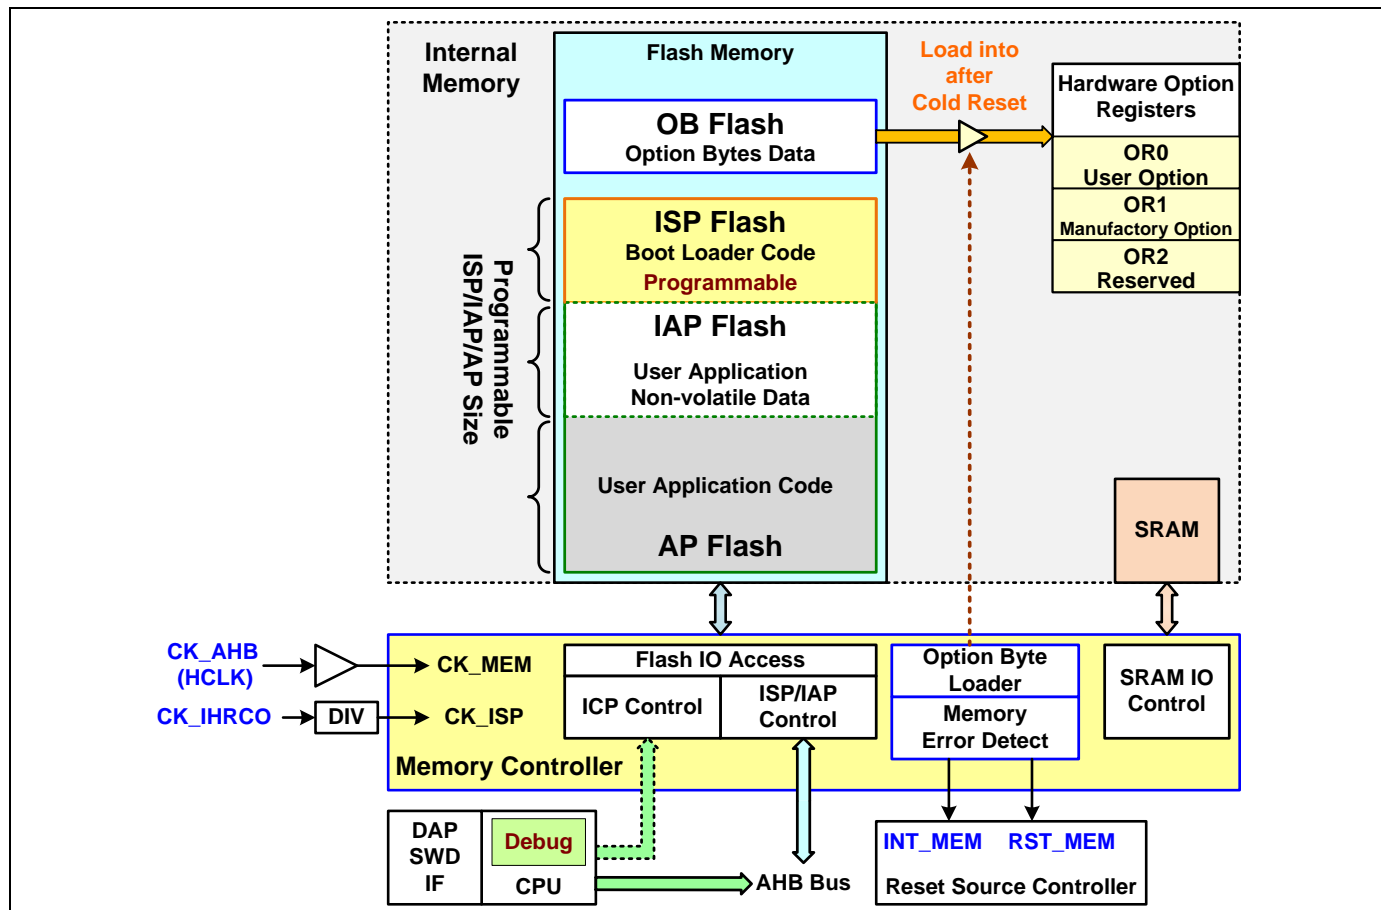 Internal
Memory
Flash Memory
Load into
after
Cold Reset
Hardware Option
Registers
OB Flash
Option Bytes Data
OR0
User Option
OR1
Manufactory Option
OR2
Reserved
Programmable
ISP/IAP/AP Size
ISP Flash
Boot Loader Code
Programmable
IAP Flash
User Application
Non-volatile Data
User Application Code
AP Flash
SRAM
CK_AHB
(HCLK)
CK_MEM
CK_IHRCO
DIV
CK_ISP
Flash IO Access
ICP Control
ISP/IAP
Control
Option Byte
Loader
Memory
Error Detect
SRAM IO
Control
Memory Controller
DAP
SWD
IF
Debug
CPU
AHB Bus
INT_MEM
RST_MEM
Reset Source Controller